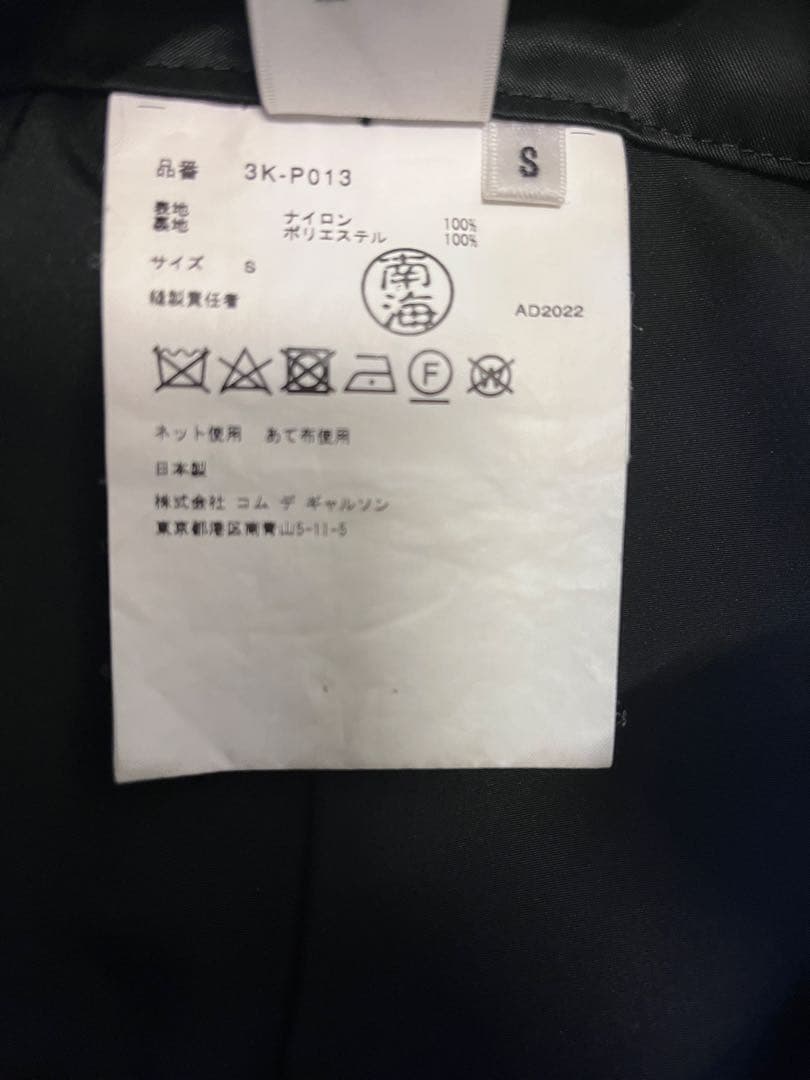 S
品番 3K-P013
表地 ナイロン 100%
裏地 ポリエステル 100%
サイズ S
縫製責任者 南海
AD2022
F
W
ネット使用 あて布使用
日本製
株式会社 コム デ ギャルソン
東京都港区南青山5-11-5